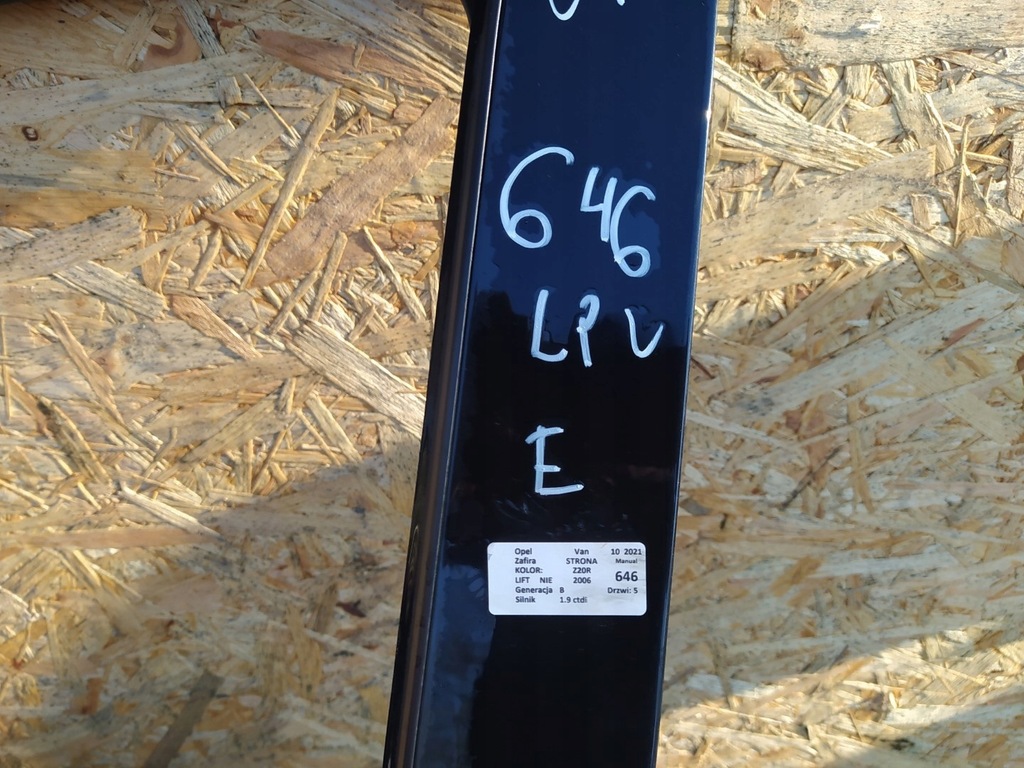 646
LPV
E
Opel Van 10 2021
Zafira STRONA Manual
KOLOR: Z20R
LIFT NIE 2006 646
Generacja B Drzwi: 5
Silnik 1.9 ctdi